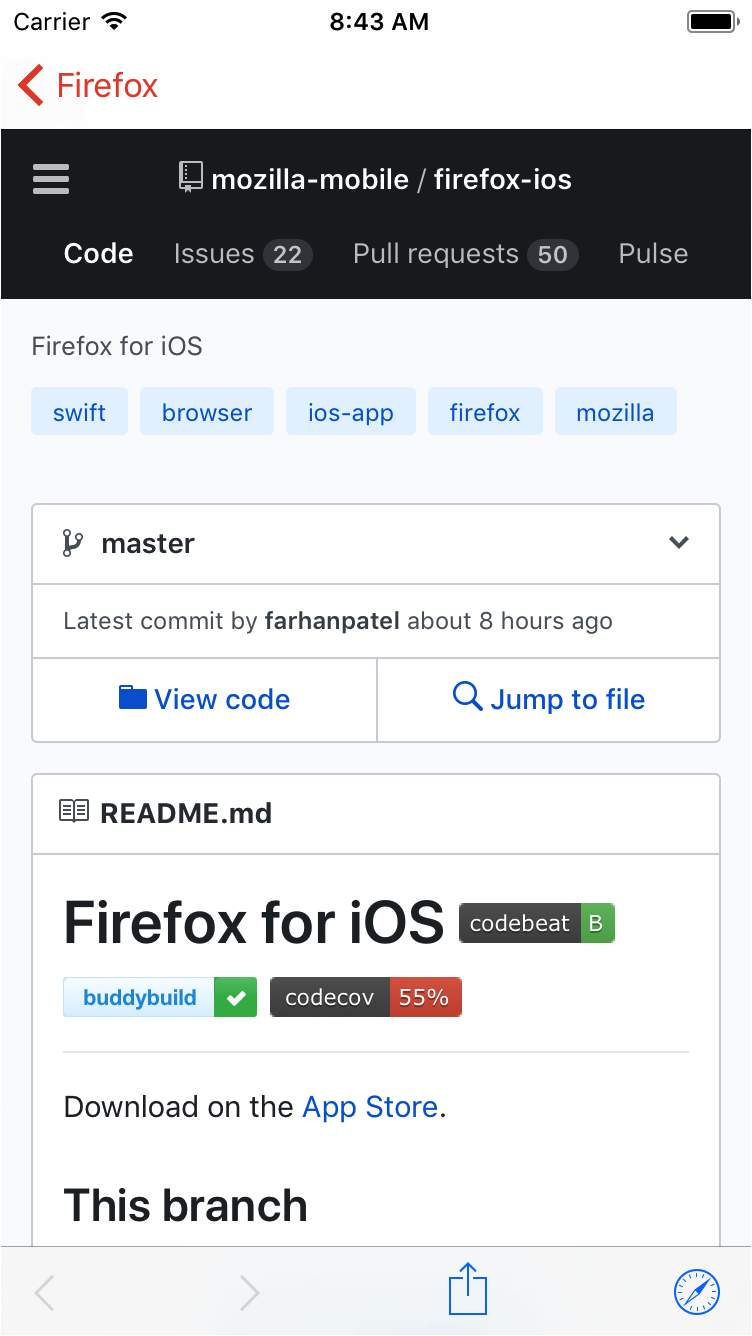 Carrier 8:43 AM
Firefox
mozilla-mobile / firefox-ios
Code Issues 22 Pull requests 50 Pulse
Firefox for iOS
swift browser ios-app firefox mozilla
master
Latest commit by farhanpatel about 8 hours ago
View code Jump to file
README.md
Firefox for iOS codebeat B
buddybuild codecov 55%
Download on the App Store.
This branch